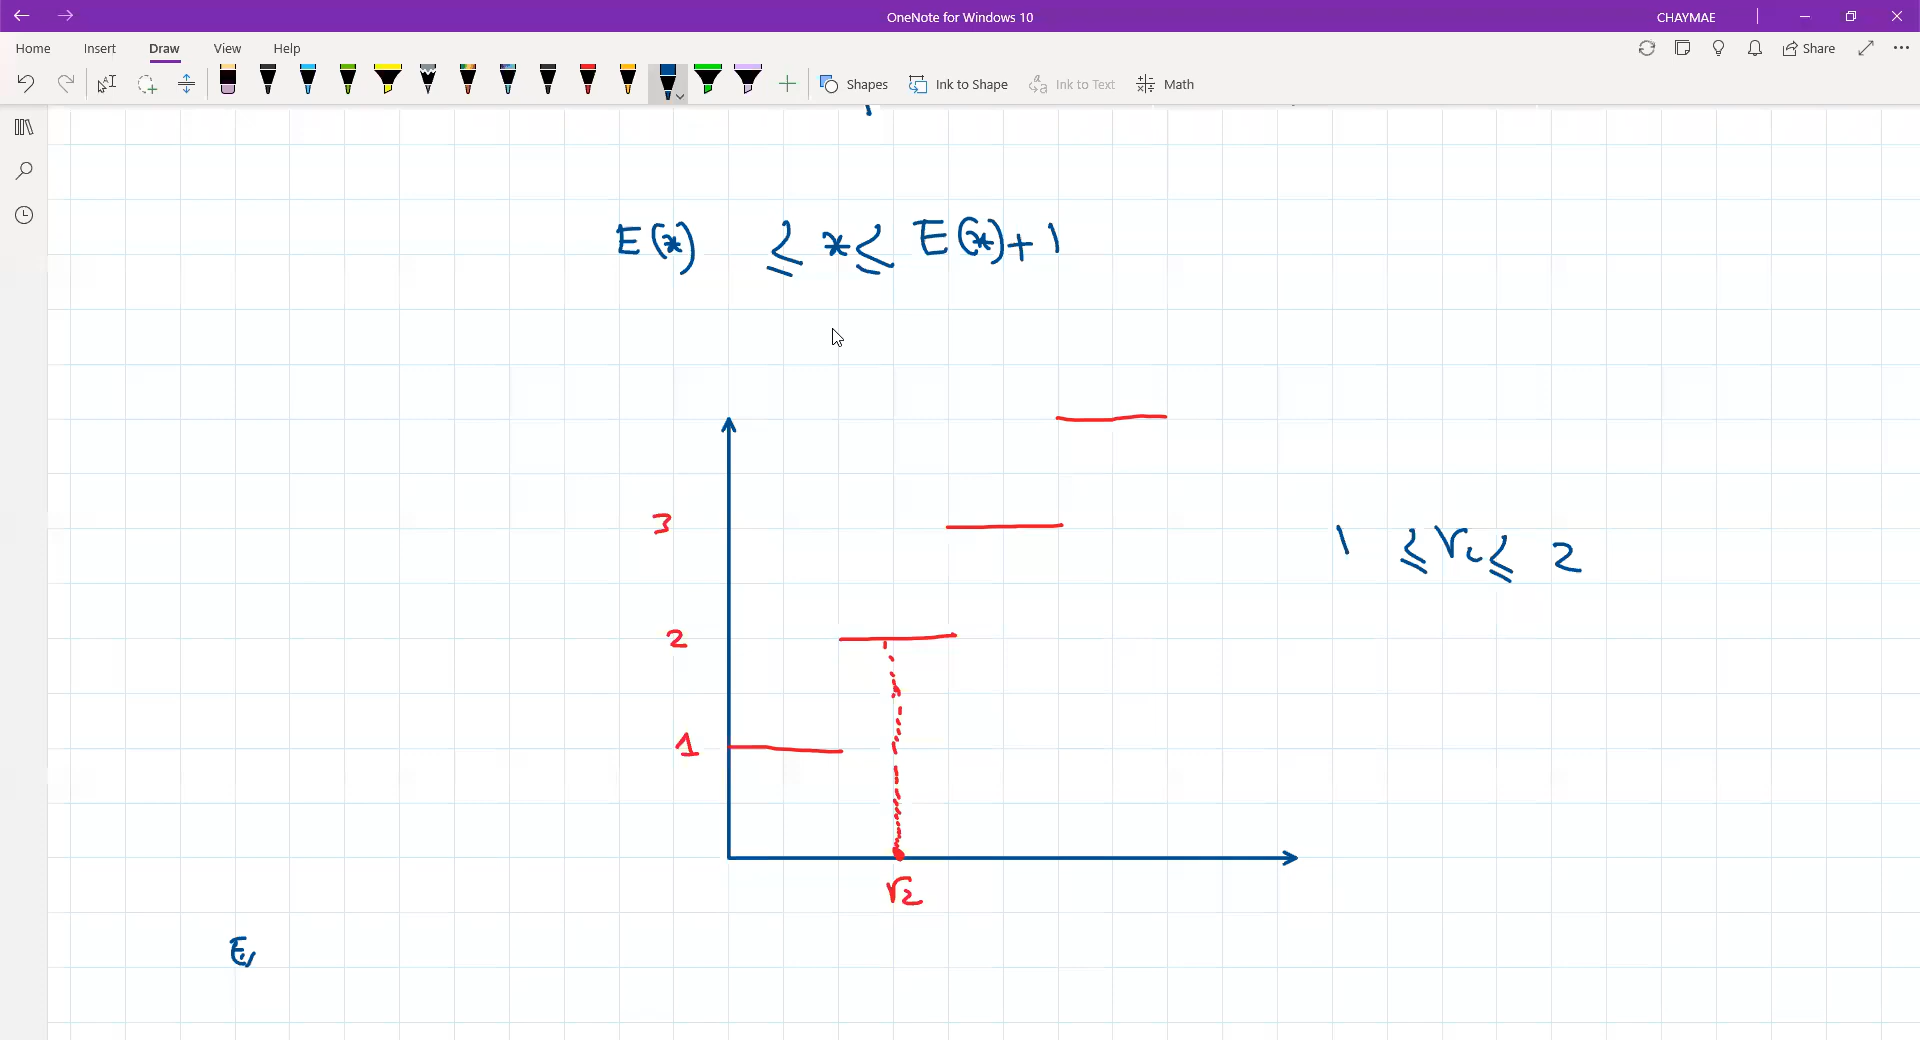 OneNote for Windows 10
CHAYMAE
Home Insert Draw View Help
Share
Shapes Ink to Shape Ink to Text Math
E(x) ≤ x ≤ E(x)+1
3
1 ≤ √2 ≤ 2
2
1
√2